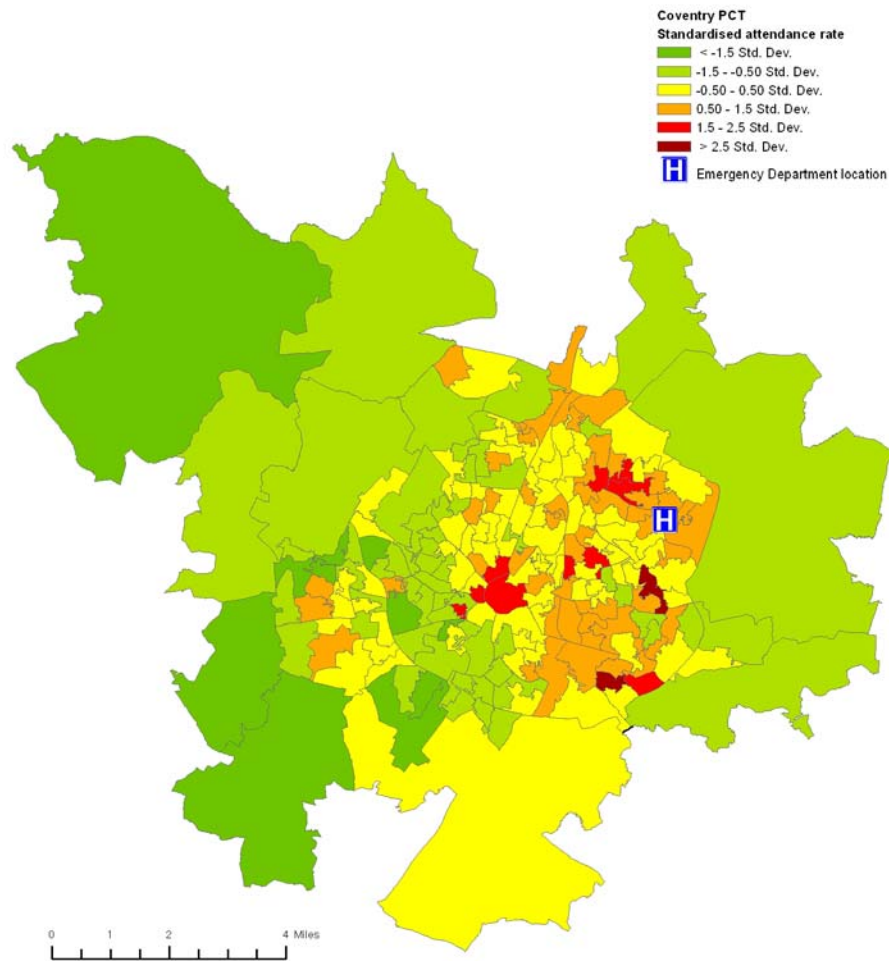 Coventry PCT
Standardised attendance rate
< -1.5 Std. Dev.
-1.5 - -0.50 Std. Dev.
-0.50 - 0.50 Std. Dev.
0.50 - 1.5 Std. Dev.
1.5 - 2.5 Std. Dev.
> 2.5 Std. Dev.
H Emergency Department location
H
0 1 2 4 Miles